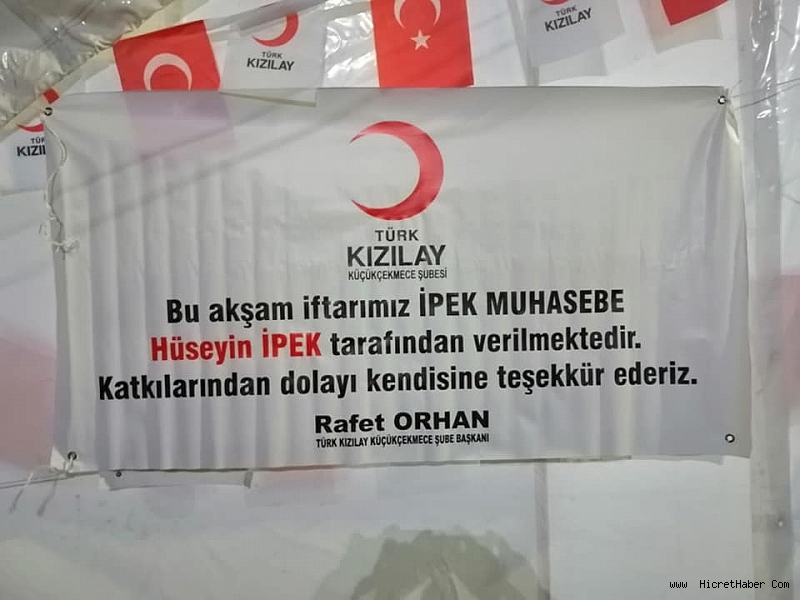 TÜRK
KIZILAY
TÜRK
KIZILAY
TÜRK
KIZILAY
KÜÇÜKÇEKMECE ŞUBESİ
Bu akşam iftarımız İPEK MUHASEBE
Hüseyin İPEK tarafından verilmektedir.
Katkılarından dolayı kendisine teşekkür ederiz.
Rafet ORHAN
TÜRK KIZILAY KÜÇÜKÇEKMECE ŞUBE BAŞKANI
www HicretHaber Com